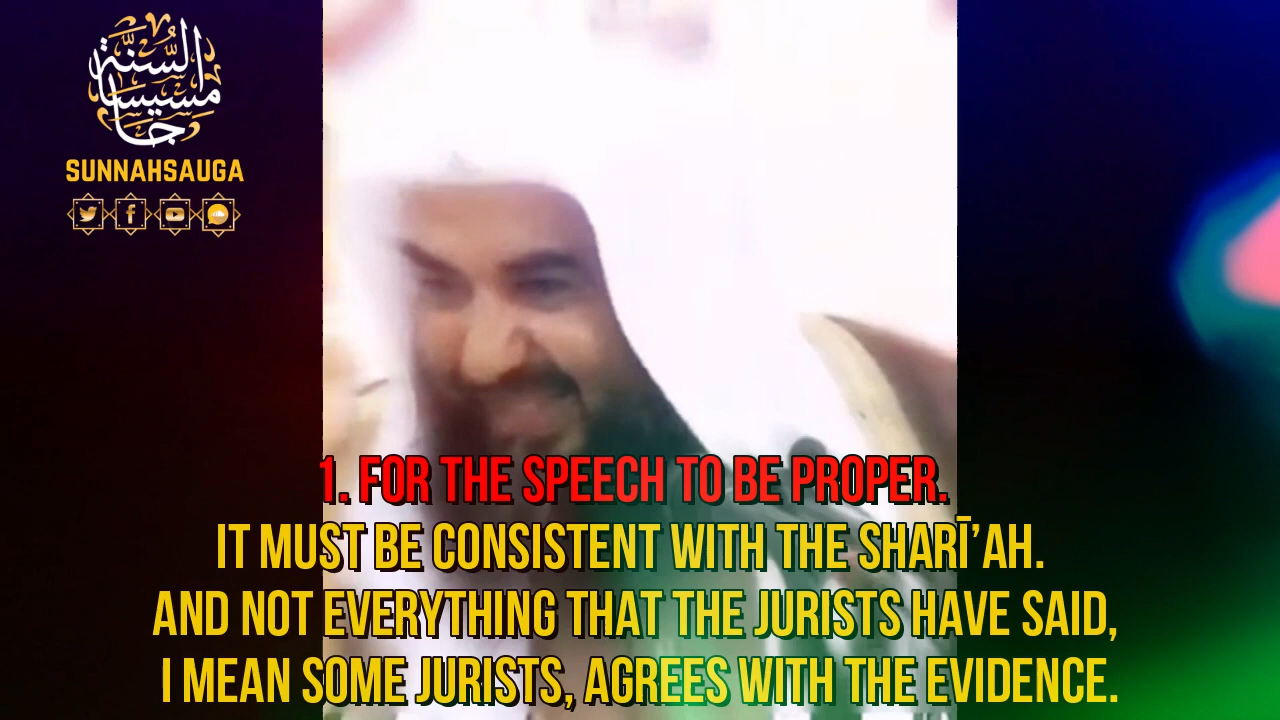 السنة
مسيساجا
SUNNAHSAUGA
1. FOR THE SPEECH TO BE PROPER.
IT MUST BE CONSISTENT WITH THE SHARĪ’AH.
AND NOT EVERYTHING THAT THE JURISTS HAVE SAID,
I MEAN SOME JURISTS, AGREES WITH THE EVIDENCE.